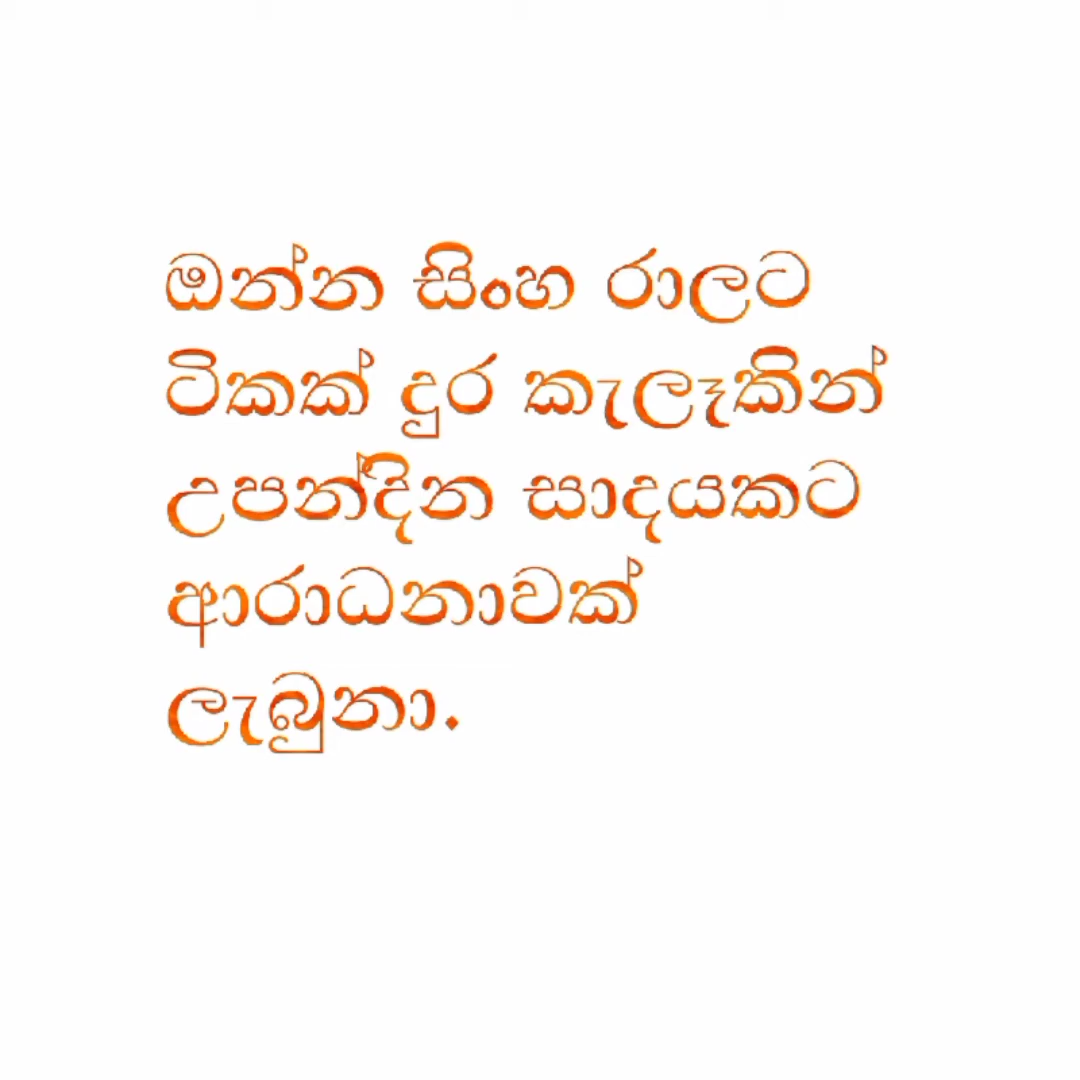 ඔන්න සිංහ රාලට
ටිකක් දුර කැලෑකින්
උපන්දින සාදයකට
ආරාධනාවක්
ලැබුනා.